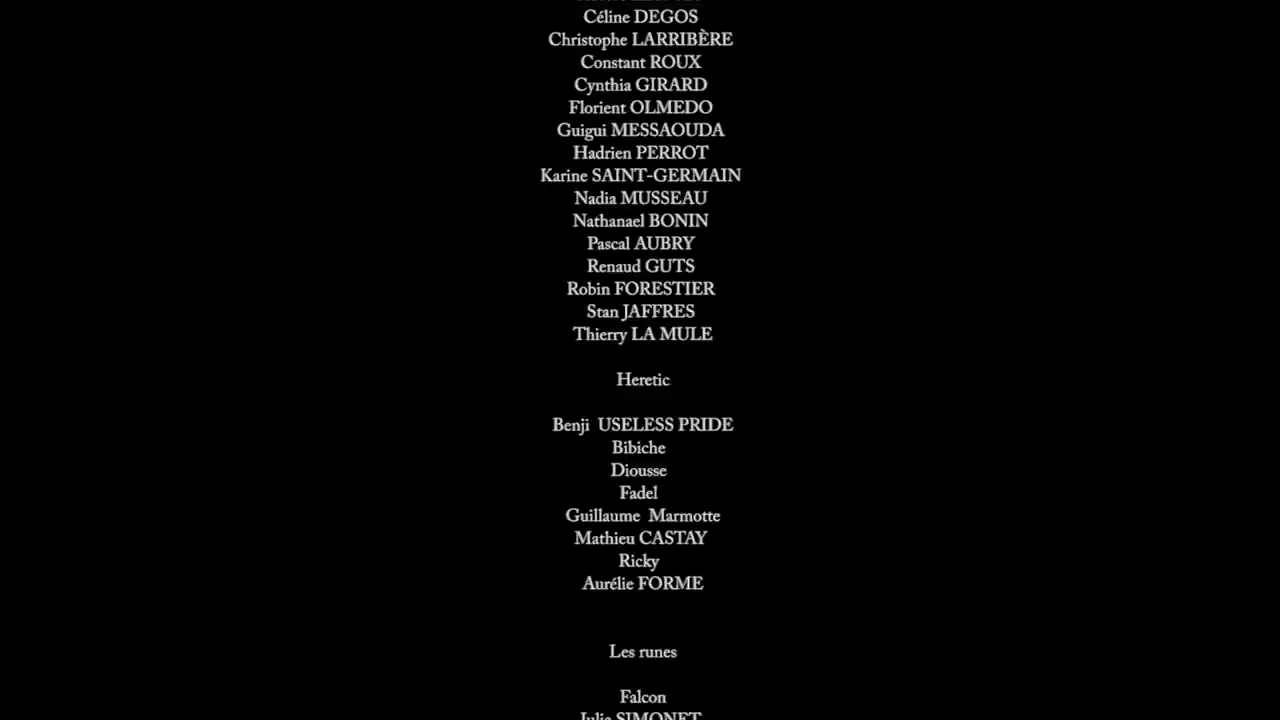 Céline DEGOS
Christophe LARRIBÈRE
Constant ROUX
Cynthia GIRARD
Florient OLMEDO
Guigui MESSAOUDA
Hadrien PERROT
Karine SAINT-GERMAIN
Nadia MUSSEAU
Nathanael BONIN
Pascal AUBRY
Renaud GUTS
Robin FORESTIER
Stan JAFFRES
Thierry LA MULE
Heretic
Benji  USELESS PRIDE
Bibiche
Diousse
Fadel
Guillaume  Marmotte
Mathieu CASTAY
Ricky
Aurélie FORME
Les runes
Falcon
SIMONET